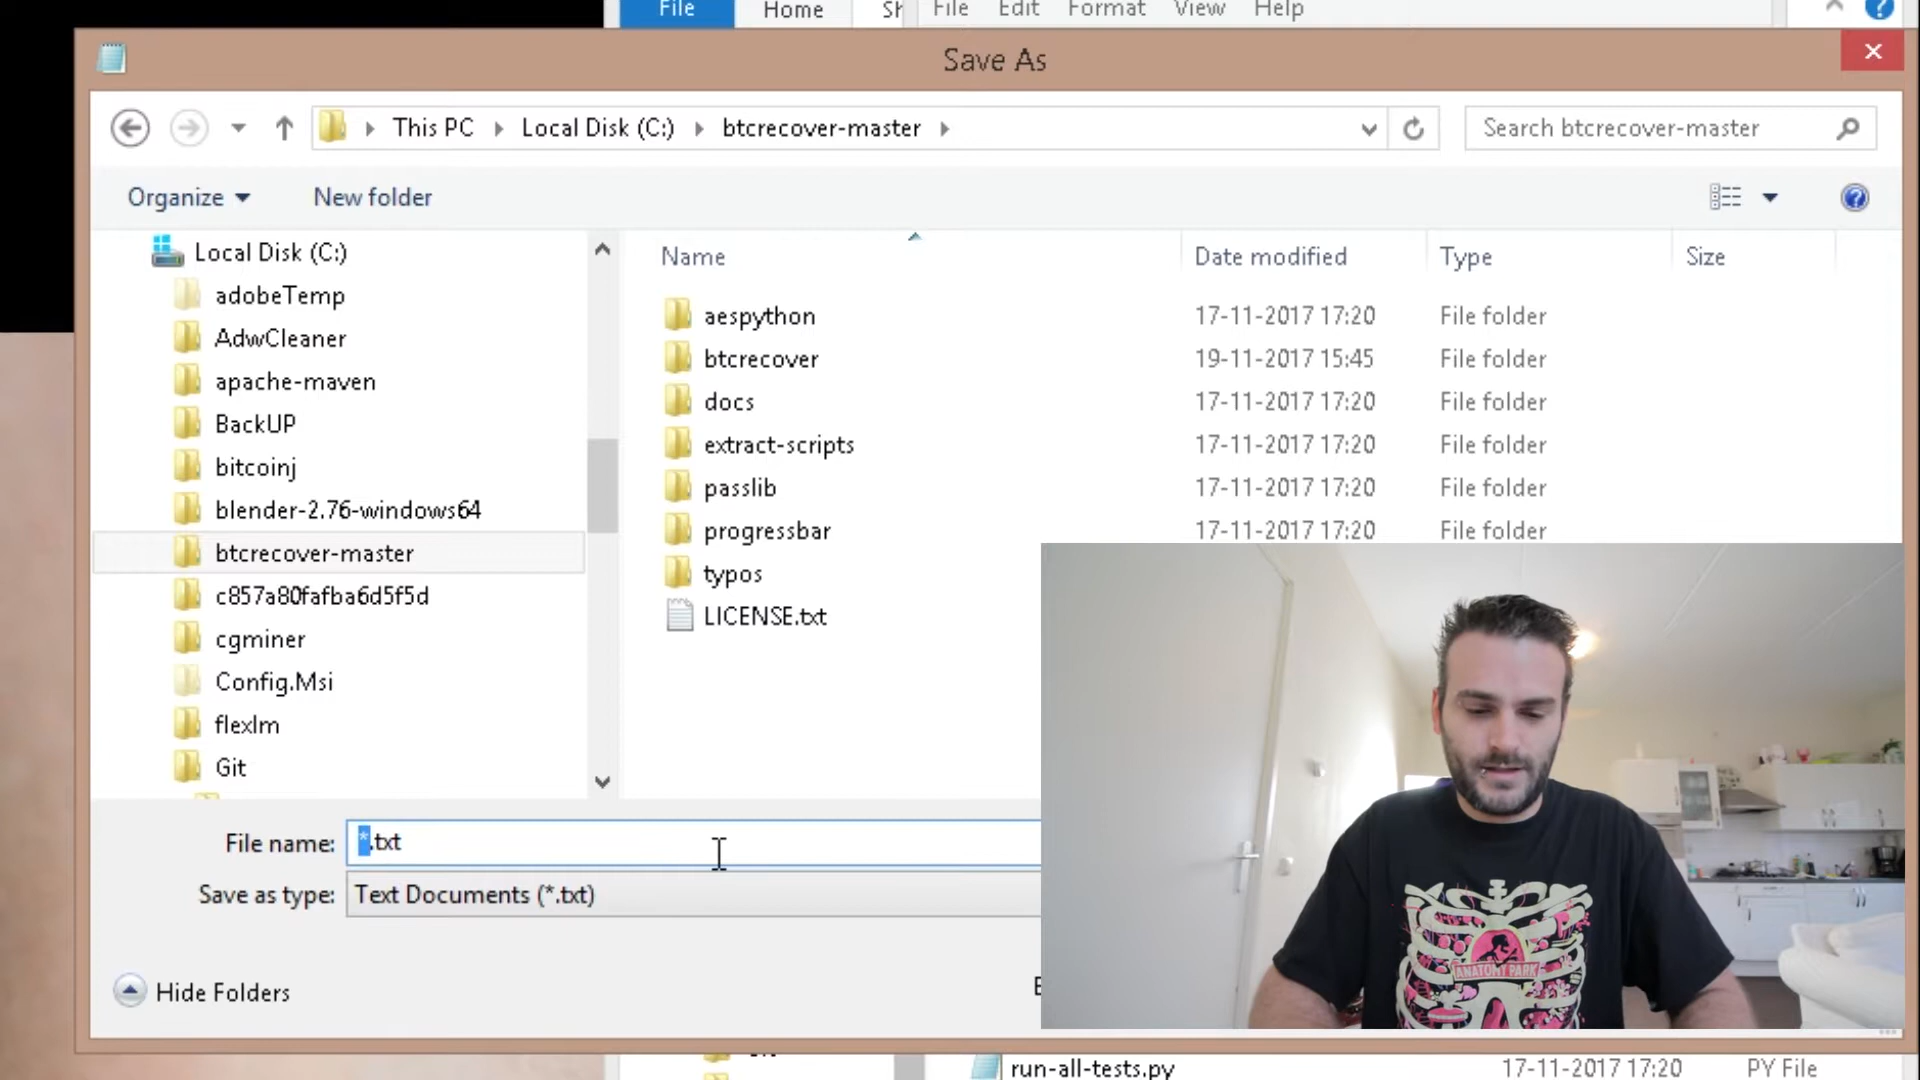 File Home Sh File Edit Format View Help
Save As
This PC Local Disk (C:) btcrecover-master
Search btcrecover-master
Organize New folder
Local Disk (C:)
adobeTemp
AdwCleaner
apache-maven
BackUP
bitcoinj
blender-2.76-windows64
btcrecover-master
c857a80fafba6d5f5d
cgminer
Config.Msi
flexlm
Git
Name Date modified Type Size
aespython 17-11-2017 17:20 File folder
btcrecover 19-11-2017 15:45 File folder
docs 17-11-2017 17:20 File folder
extract-scripts 17-11-2017 17:20 File folder
passlib 17-11-2017 17:20 File folder
progressbar 17-11-2017 17:20 File folder
typos
LICENSE.txt
File name: *.txt
Save as type: Text Documents (*.txt)
Hide Folders
ANATOMY PARK
run-all-tests.py 17-11-2017 17:20 PY File